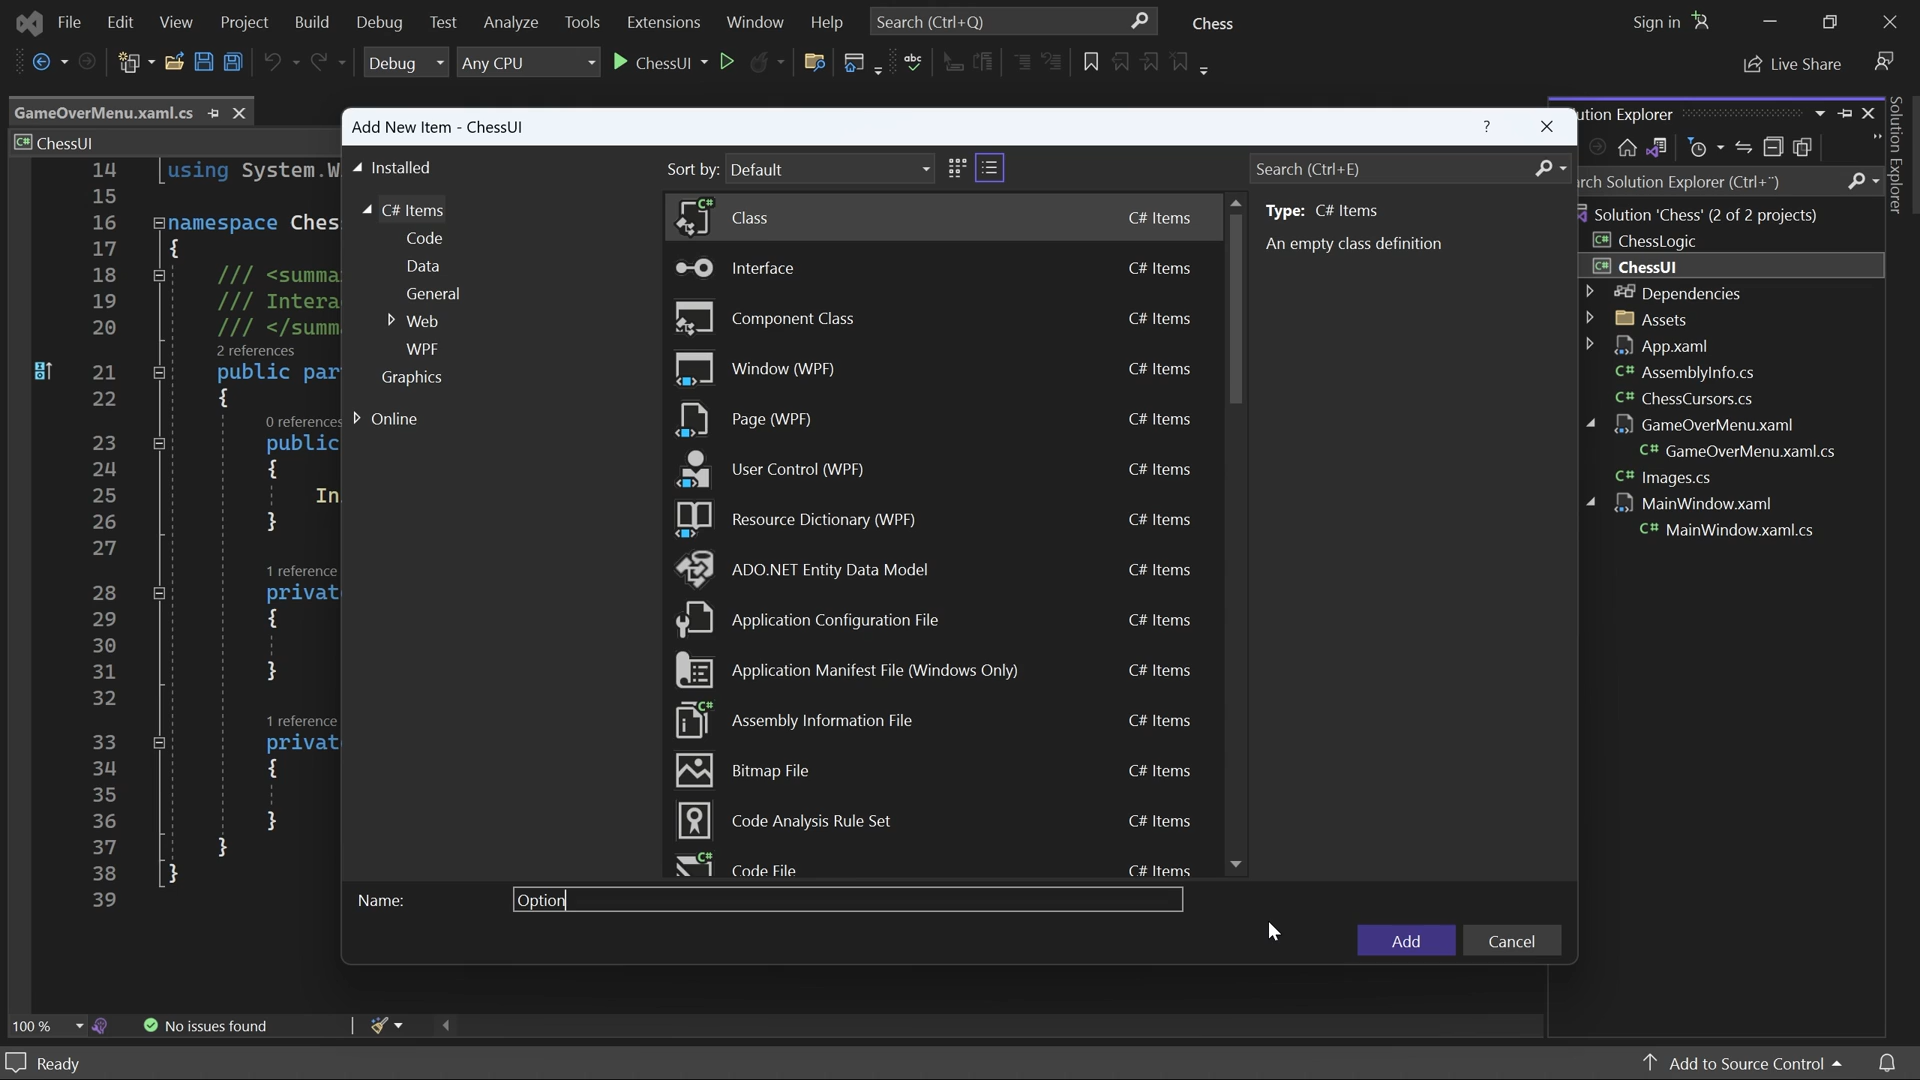 File Edit View Project Build Debug Test Analyze Tools Extensions Window Help Search (Ctrl+Q) Chess Sign in
Debug Any CPU ChessUI Live Share
GameOverMenu.xaml.cs
ChessUI
14 using System.W
15
16 namespace Ches
17 {
18 /// <summa
19 /// Intera
20 /// </summ
2 references
21 public par
22 {
0 references
23 public
24 {
25 In
26 }
27
1 reference
28 privat
29 {
30
31 }
32
1 reference
33 privat
34 {
35
36 }
37 }
38 }
39
Add New Item - ChessUI ?
Installed
C# Items
Code
Data
General
Web
WPF
Graphics
Online
Sort by: Default
Search (Ctrl+E)
Class C# Items
Interface C# Items
Component Class C# Items
Window (WPF) C# Items
Page (WPF) C# Items
User Control (WPF) C# Items
Resource Dictionary (WPF) C# Items
ADO.NET Entity Data Model C# Items
Application Configuration File C# Items
Application Manifest File (Windows Only) C# Items
Assembly Information File C# Items
Bitmap File C# Items
Code Analysis Rule Set C# Items
Code File C# Items
Type: C# Items
An empty class definition
Name: Option
Add Cancel
ution Explorer
rch Solution Explorer (Ctrl+¨)
Solution 'Chess' (2 of 2 projects)
C# ChessLogic
C# ChessUI
Dependencies
Assets
App.xaml
C# AssemblyInfo.cs
C# ChessCursors.cs
GameOverMenu.xaml
C# GameOverMenu.xaml.cs
C# Images.cs
MainWindow.xaml
C# MainWindow.xaml.cs
Solution Explorer
100 % No issues found
Ready Add to Source Control